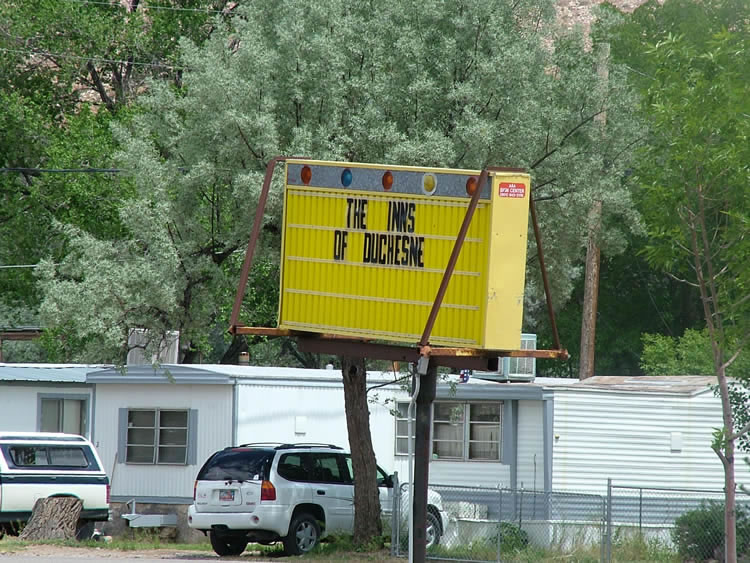 THE INNS
OF DUCHESNE